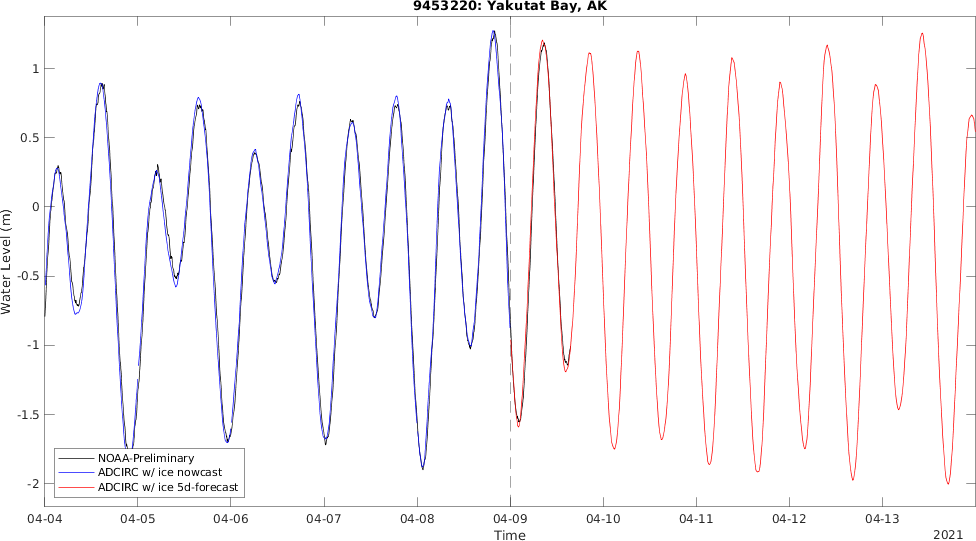 9453220: Yakutat Bay, AK
Water Level (m)
1
0.5
0
-0.5
-1
-1.5
-2
NOAA-Preliminary
ADCIRC w/ ice nowcast
ADCIRC w/ ice 5d-forecast
04-04 04-05 04-06 04-07 04-08 04-09 04-10 04-11 04-12 04-13
Time
2021